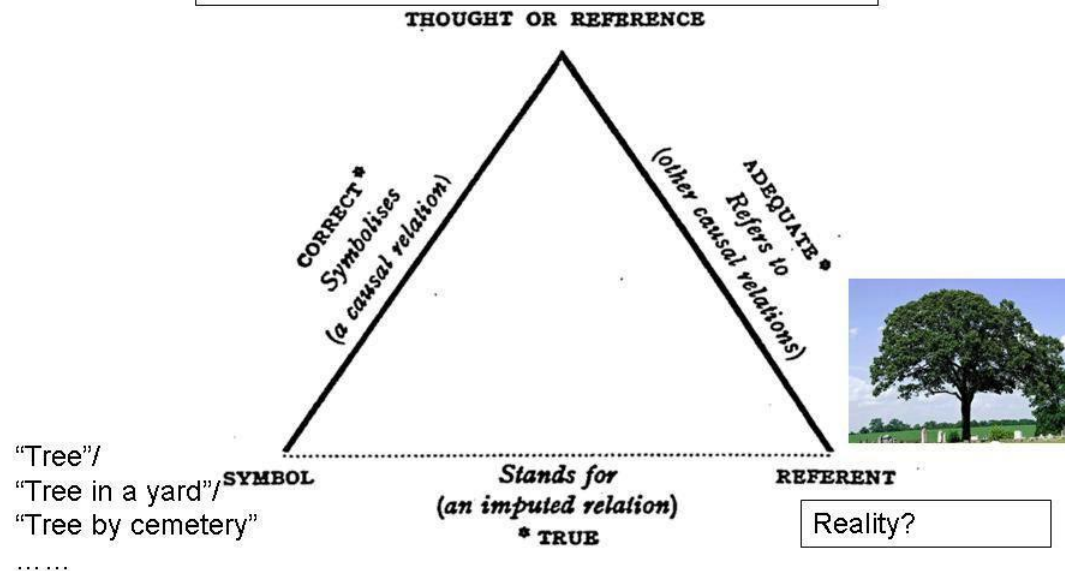 THOUGHT OR REFERENCE
CORRECT*
Symbolises
(a causal relation)
ADEQUATE*
Refers to
(other causal relations)
“Tree”/
“Tree in a yard”/
“Tree by cemetery”
……
SYMBOL
Stands for
(an imputed relation)
* TRUE
REFERENT
Reality?